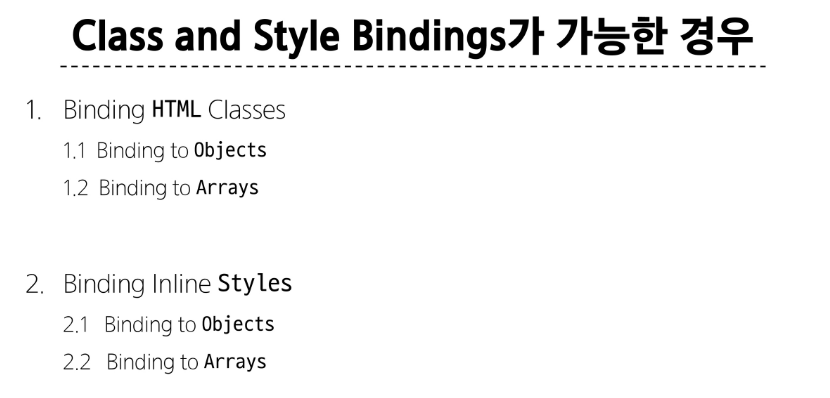 Class and Style Bindings가 가능한 경우
1. Binding HTML Classes
1.1 Binding to Objects
1.2 Binding to Arrays
2. Binding Inline Styles
2.1 Binding to Objects
2.2 Binding to Arrays